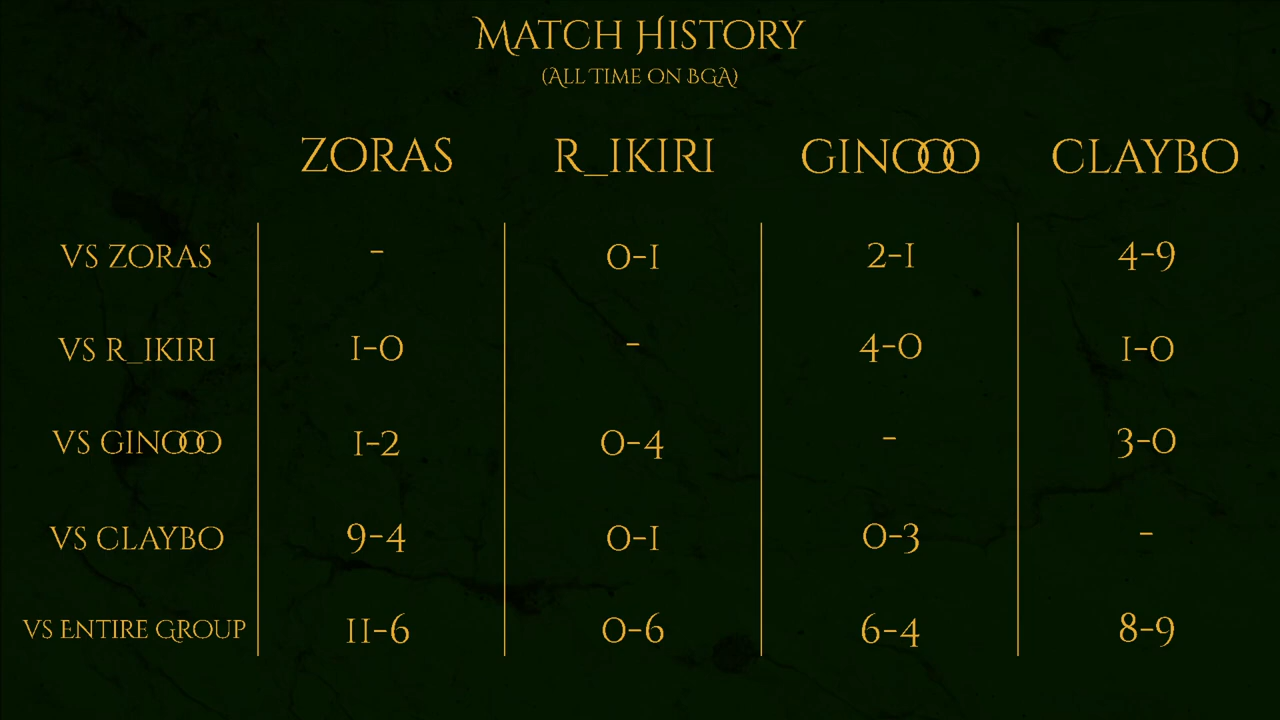 Match History
(All Time on BGA)
ZORAS R_IKIRI GINOOO CLAYBO
VS ZORAS - 0-1 2-1 4-9
VS R_IKIRI 1-0 - 4-0 1-0
VS GINOOO 1-2 0-4 - 3-0
VS CLAYBO 9-4 0-1 0-3 -
VS Entire Group 11-6 0-6 6-4 8-9